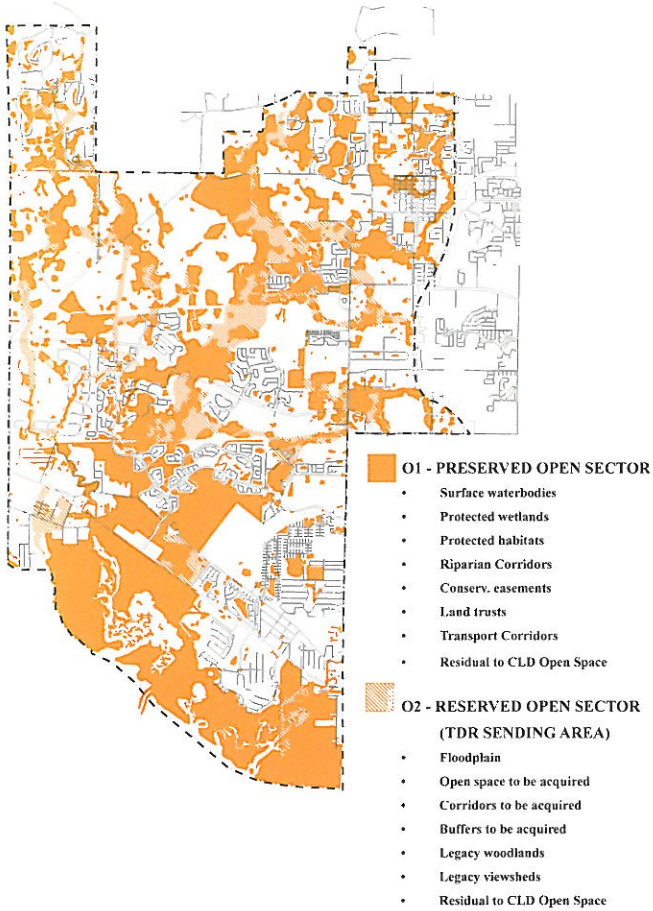 O1 - PRESERVED OPEN SECTOR
• Surface waterbodies
• Protected wetlands
• Protected habitats
• Riparian Corridors
• Conserv. easements
• Land trusts
• Transport Corridors
• Residual to CLD Open Space
O2 - RESERVED OPEN SECTOR
(TDR SENDING AREA)
• Floodplain
• Open space to be acquired
• Corridors to be acquired
• Buffers to be acquired
• Legacy woodlands
• Legacy viewsheds
• Residual to CLD Open Space